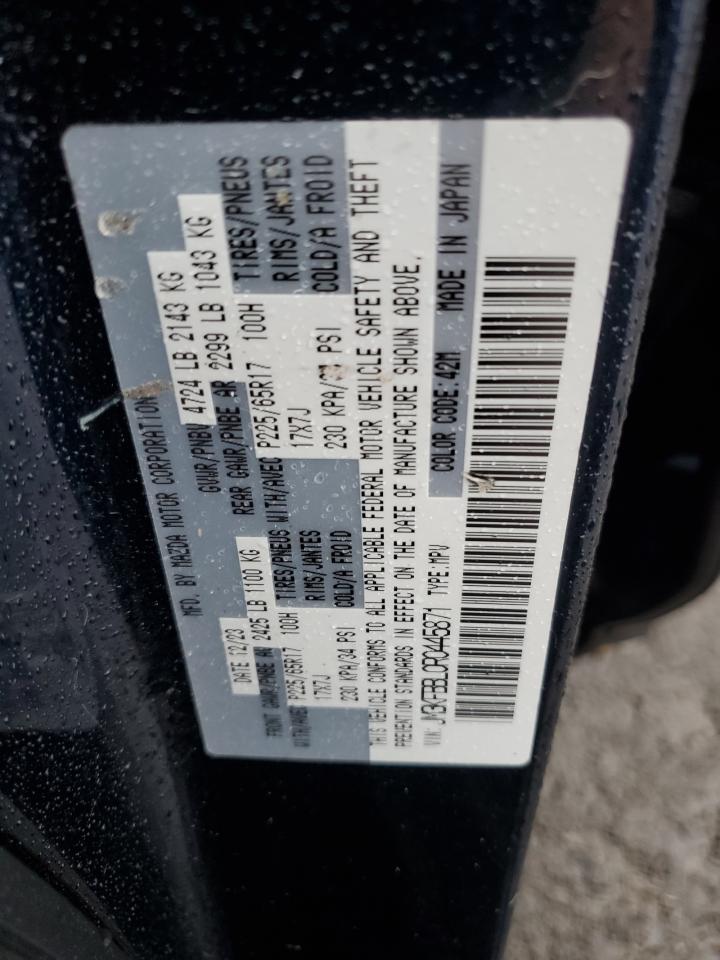 MFD. BY MAZDA MOTOR CORPORATION
DATE 12/23 GVWR/PNBV 4724 LB 2143 KG
FRONT GAWR/PNBE AV 2425 LB 1100 KG REAR GAWR/PNBE AR 2299 LB 1043 KG
WITH/AVEC P225/65R17 100H TIRES/PNEUS WITH/AVEC P225/65R17 100H TIRES/PNEUS
17X7J RIMS/JANTES 17X7J RIMS/JANTES
230 KPA/34 PSI COLD/A FROID 230 KPA/ PSI COLD/A FROID
THIS VEHICLE CONFORMS TO ALL APPLICABLE FEDERAL MOTOR VEHICLE SAFETY AND THEFT
PREVENTION STANDARDS IN EFFECT ON THE DATE OF MANUFACTURE SHOWN ABOVE.
VIN: JM3KFBBL0R0445871 TYPE:MPV COLOR CODE:42M MADE IN JAPAN